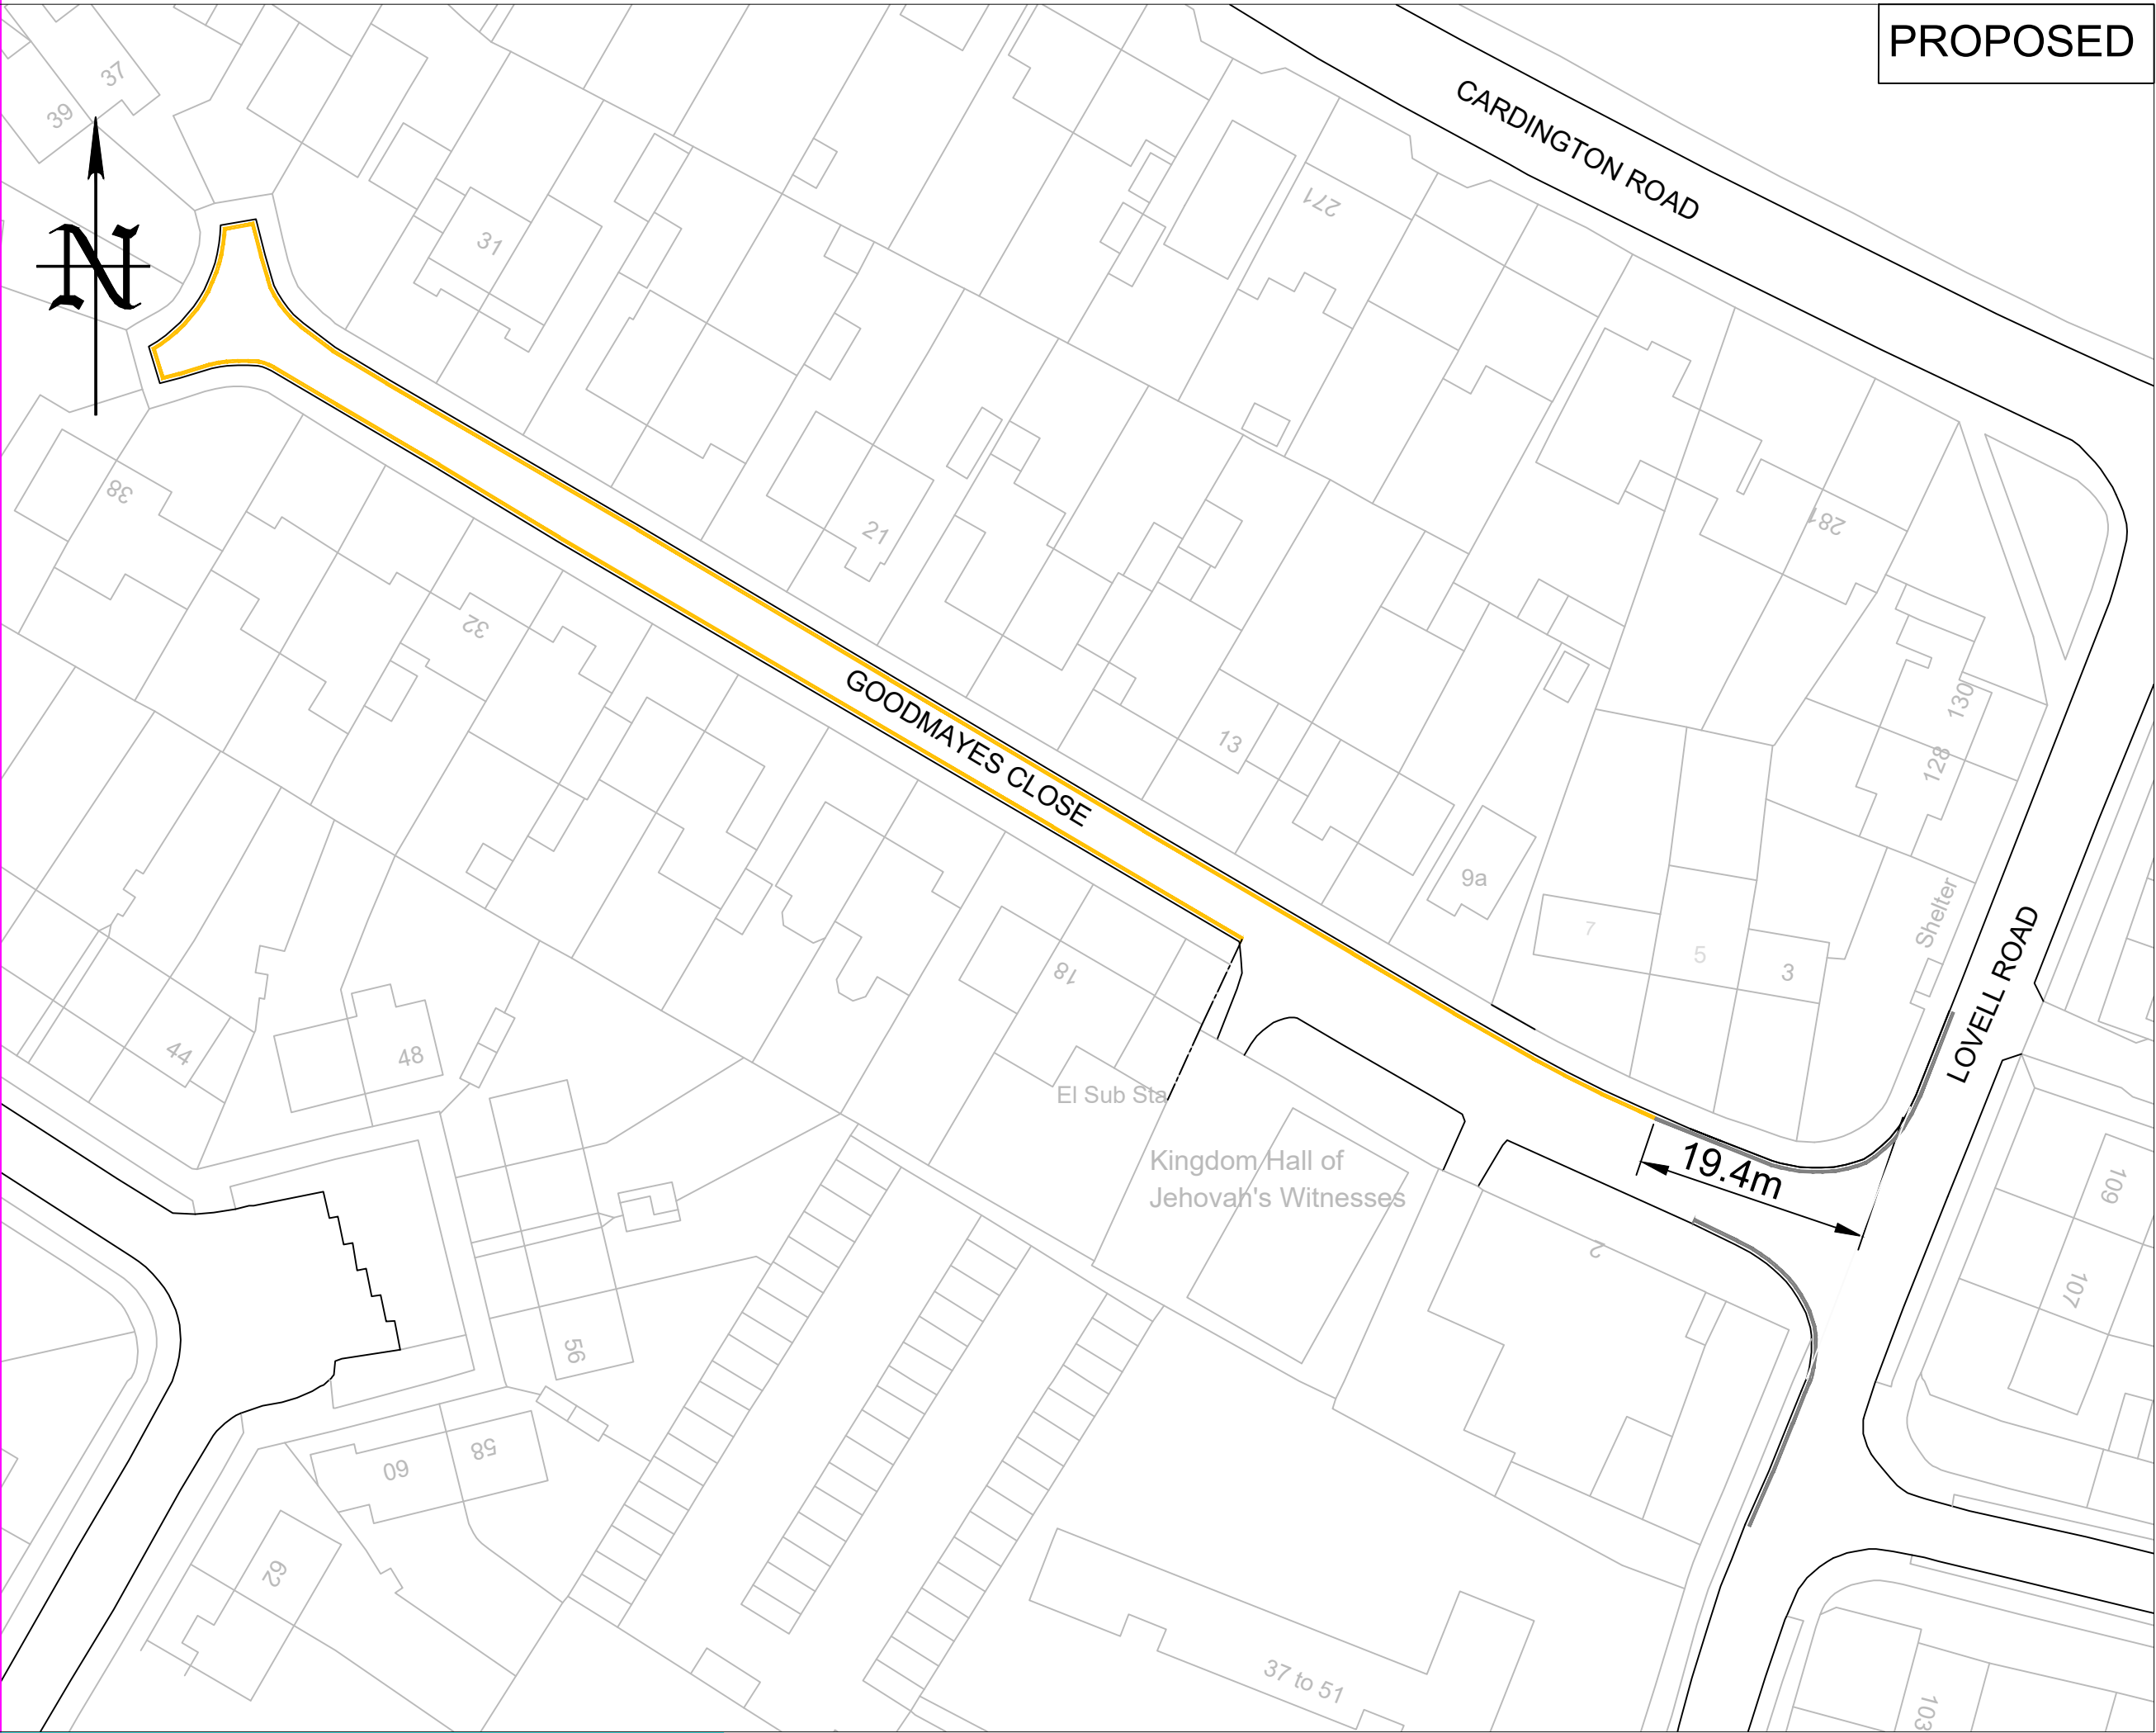 PROPOSED
CARDINGTON ROAD
37
39
N
31
271
38
21
281
32
130
128
GOODMAYES CLOSE
13
9a
7
5
3
Shelter
LOVELL ROAD
18
44
48
El Sub Sta
Kingdom Hall of
Jehovah's Witnesses
19.4m
109
107
2
56
58
60
62
37 to 51
103